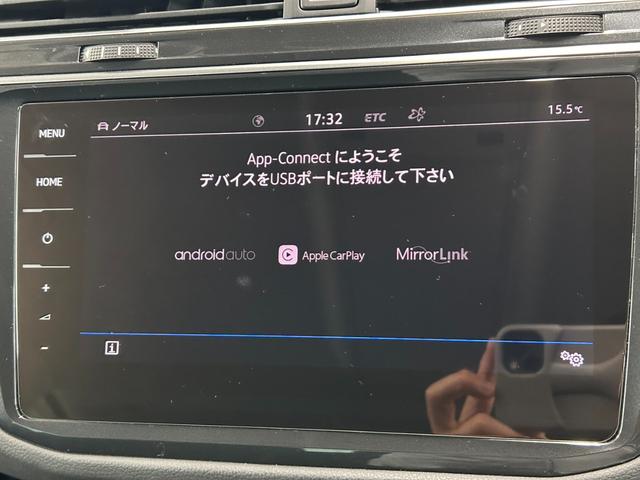 MENU
HOME
ノーマル
17:32
ETC
15.5℃
App-Connect にようこそ
デバイスをUSBポートに接続して下さい
android auto
Apple CarPlay
MirrorLink